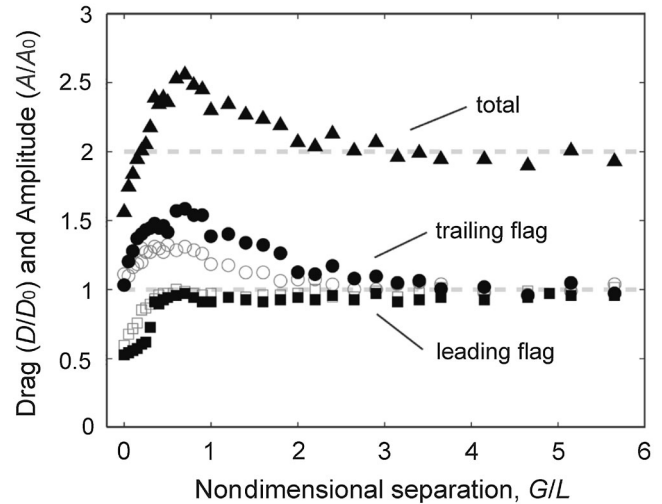 3
2.5
total
2
Drag (D/D0) and Amplitude (A/A0)
1.5
trailing flag
1
leading flag
0.5
0
0 1 2 3 4 5 6
Nondimensional separation, G/L